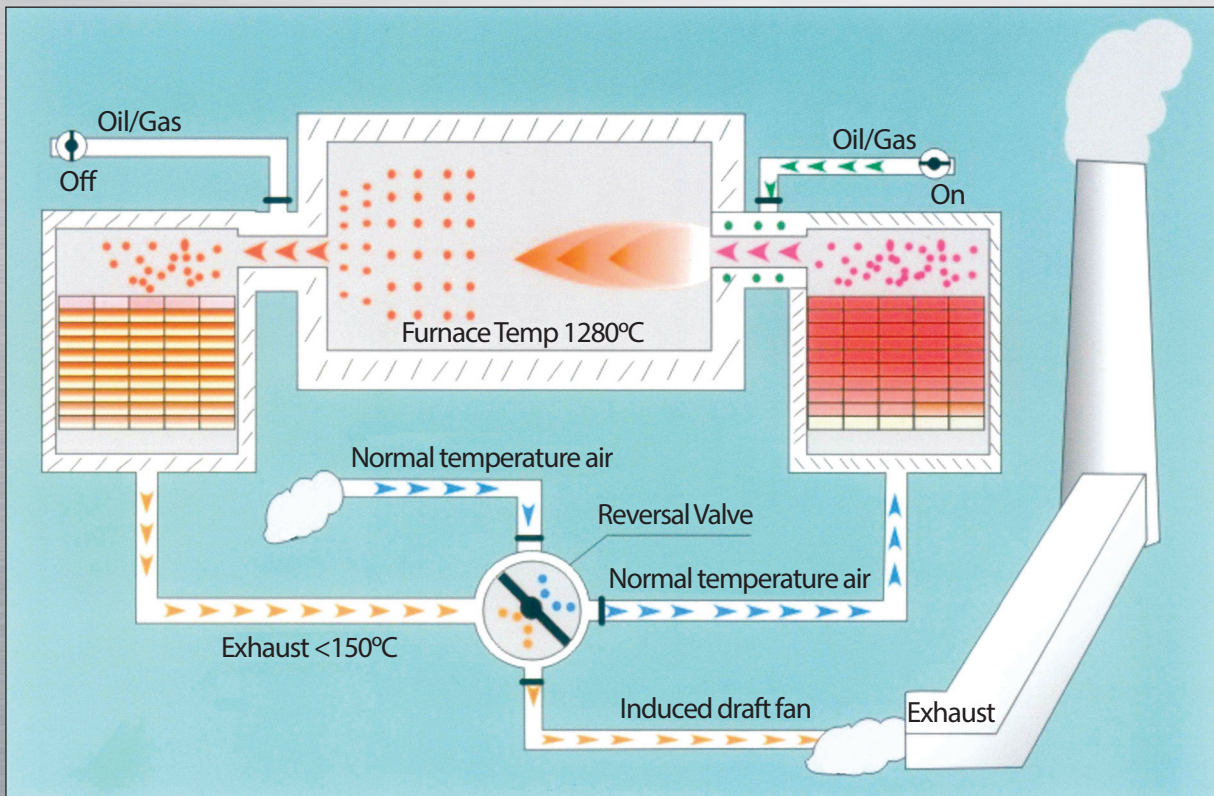 Oil/Gas
Off
Oil/Gas
On
Furnace Temp 1280ºC
Normal temperature air
Reversal Valve
Normal temperature air
Exhaust <150ºC
Induced draft fan
Exhaust